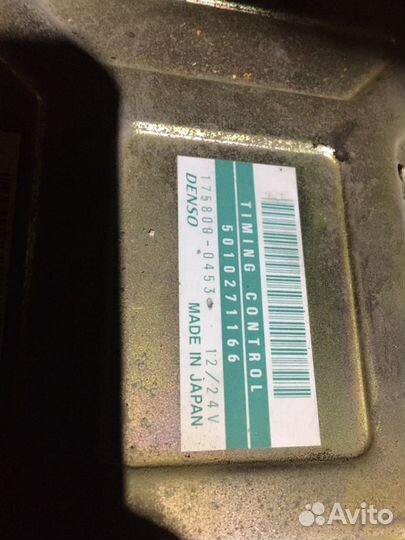 TIMING CONTROL
5010271166
175800-0453 12/24V
DENSO MADE IN JAPAN
Avito